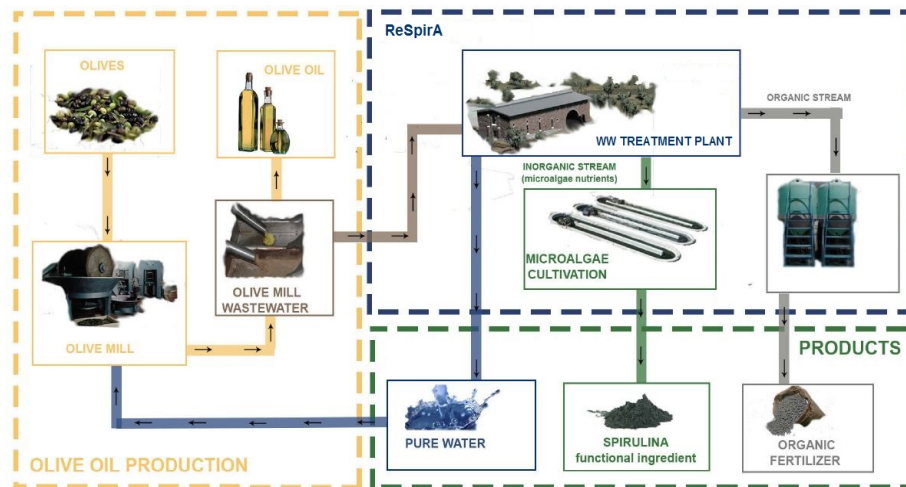 ReSpirA
OLIVES
OLIVE OIL
ORGANIC STREAM
WW TREATMENT PLANT
INORGANIC STREAM
(microalgae nutrients)
MICROALGAE
CULTIVATION
OLIVE MILL
WASTEWATER
OLIVE MILL
PRODUCTS
PURE WATER
SPIRULINA
functional ingredient
ORGANIC
FERTILIZER
OLIVE OIL PRODUCTION